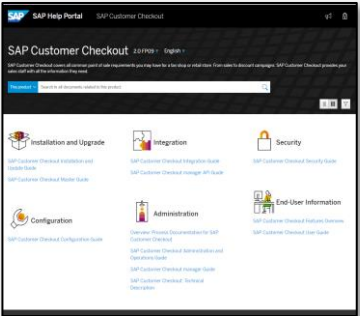 SAP SAP Help Portal SAP Customer Checkout
SAP Customer Checkout 2.0 FP09 English
SAP Customer Checkout covers all common point of sale requirements you may have for a fan shop or retail store. From sales to discount campaigns, SAP Customer Checkout provides your
sales staff with all the information they need.
This product Search in all documents related to this product
Installation and Upgrade
SAP Customer Checkout Installation and
Update Guide
SAP Customer Checkout Master Guide
Integration
SAP Customer Checkout Integration Guide
SAP Customer Checkout manager API Guide
Security
SAP Customer Checkout Security Guide
Configuration
SAP Customer Checkout Configuration Guide
Administration
Overview: Process Documentation for SAP
Customer Checkout
SAP Customer Checkout Administration and
Operations Guide
SAP Customer Checkout manager Guide
SAP Customer Checkout: Technical
Description
End-User Information
SAP Customer Checkout Features Overview
SAP Customer Checkout User Guide